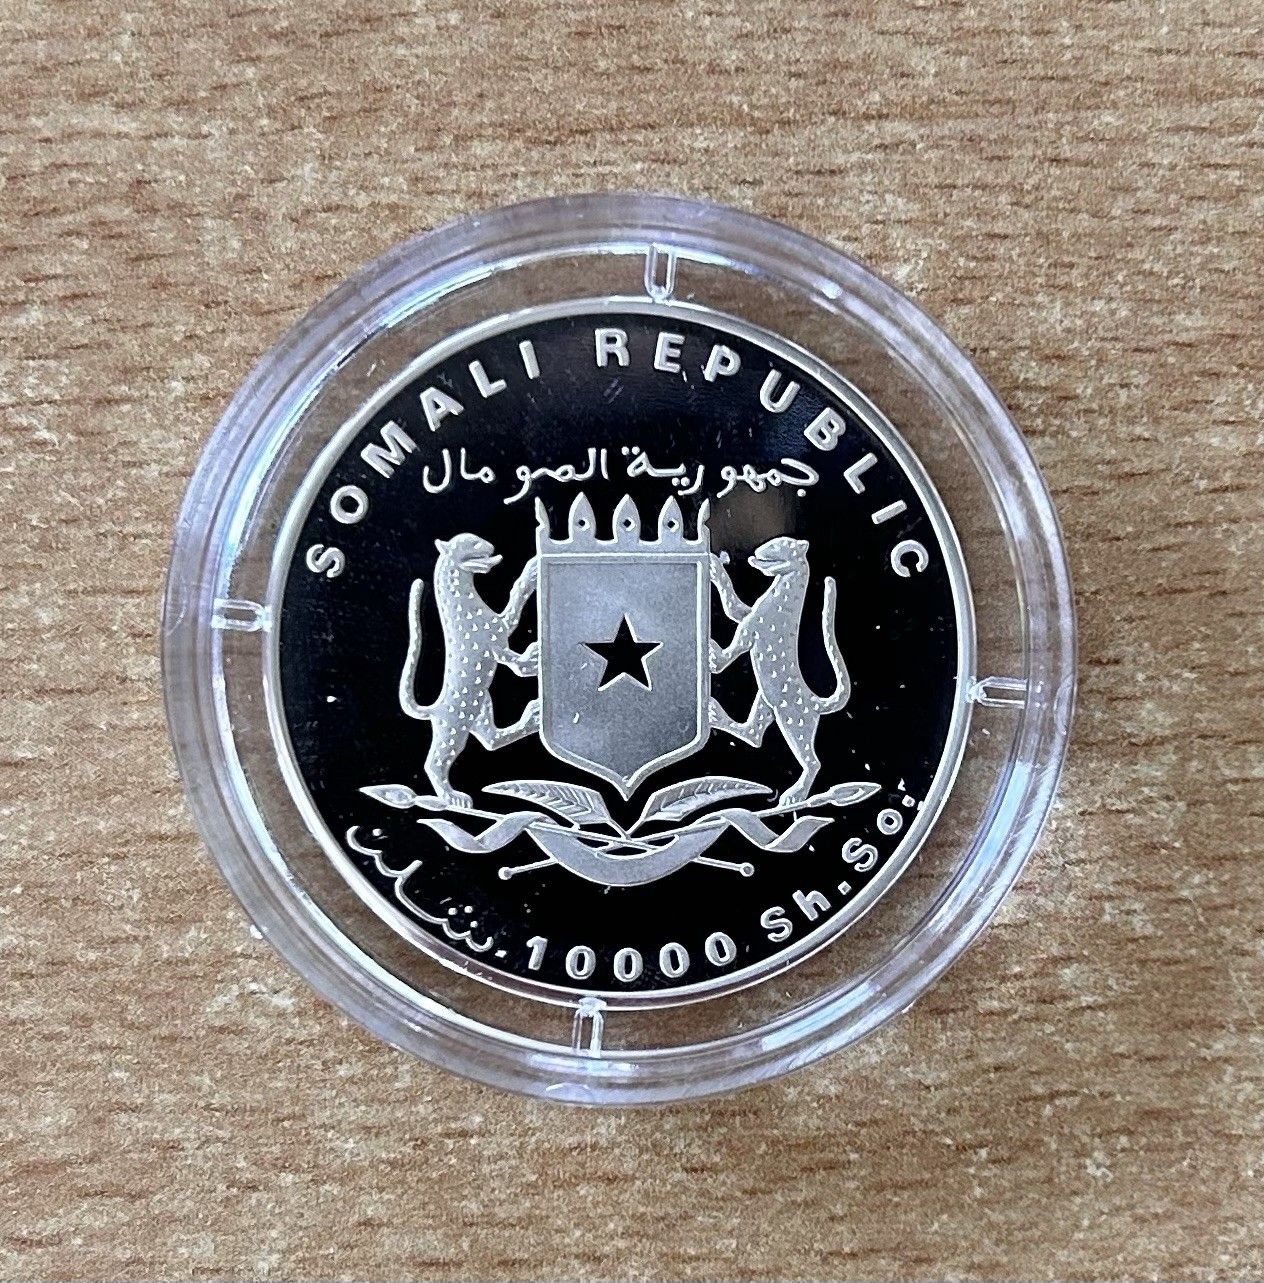 SOMALI REPUBLIC
جمهورية الصومال
10000 Sh.So.
شلن